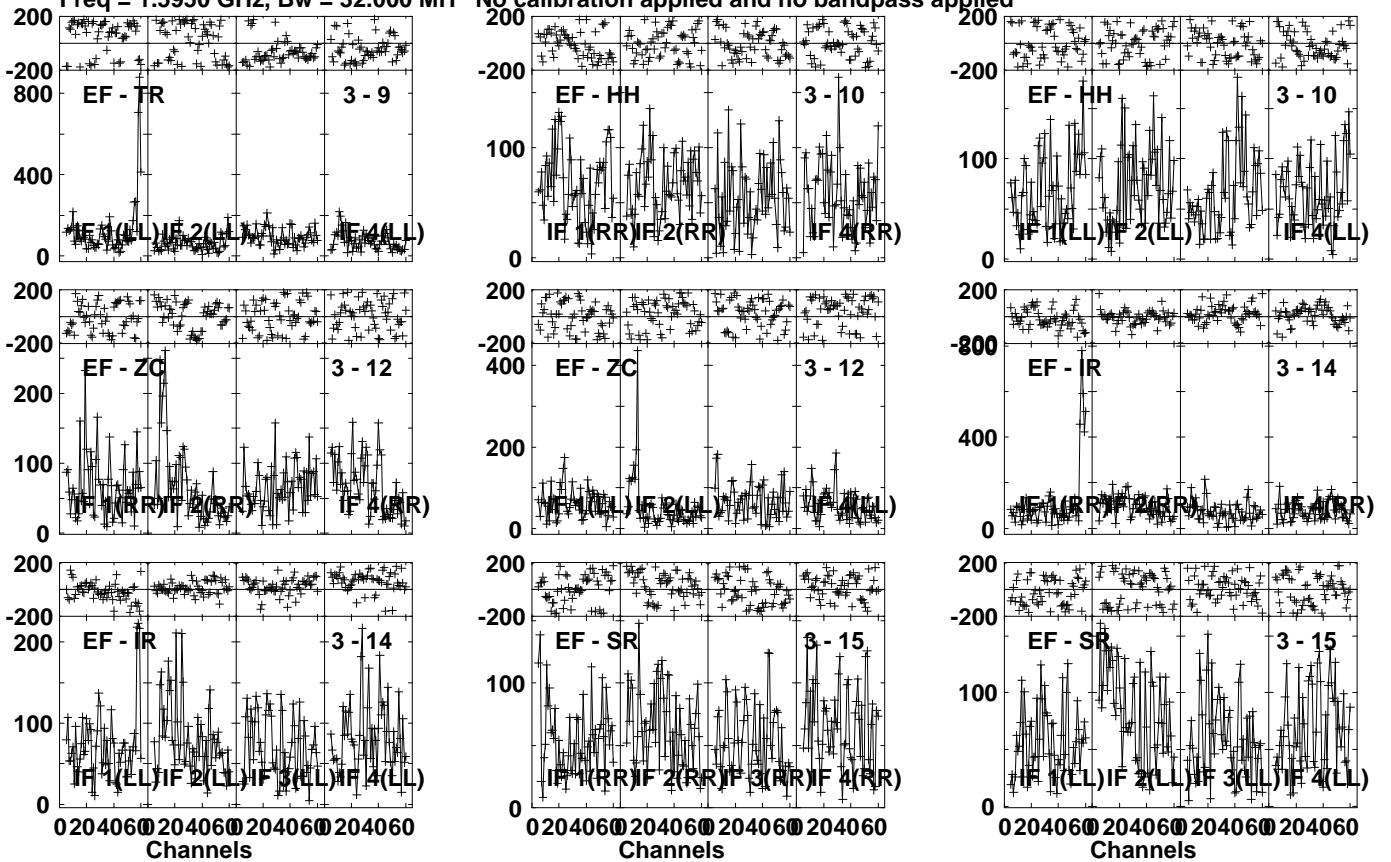 Freq = 1.5950 GHz, Bw = 32.000 MH No calibration applied and no bandpass applied
200
-200
800
400
0
EF - TR
3 - 9
IF 1(LL)
IF 2(LL)
IF 4(LL)
200
-200
100
0
EF - HH
3 - 10
IF 1(RR)
IF 2(RR)
IF 4(RR)
200
-200
100
0
EF - HH
3 - 10
IF 1(LL)
IF 2(LL)
IF 4(LL)
200
-200
200
100
0
EF - ZC
3 - 12
IF 1(RR)
IF 2(RR)
IF 4(RR)
200
-200
400
200
0
EF - ZC
3 - 12
IF 1(LL)
IF 2(LL)
IF 4(LL)
200
-200
800
400
0
EF - IR
3 - 14
IF 1(RR)
IF 2(RR)
IF 4(RR)
200
-200
200
100
0
EF - IR
3 - 14
IF 1(LL)
IF 2(LL)
IF 3(LL)
IF 4(LL)
0 20 40 60 0 20 40 60 0 20 40 60 0 20 40 60
Channels
200
-200
100
0
EF - SR
3 - 15
IF 1(RR)
IF 2(RR)
IF 3(RR)
IF 4(RR)
0 20 40 60 0 20 40 60 0 20 40 60 0 20 40 60
Channels
200
-200
100
0
EF - SR
3 - 15
IF 1(LL)
IF 2(LL)
IF 3(LL)
IF 4(LL)
0 20 40 60 0 20 40 60 0 20 40 60 0 20 40 60
Channels